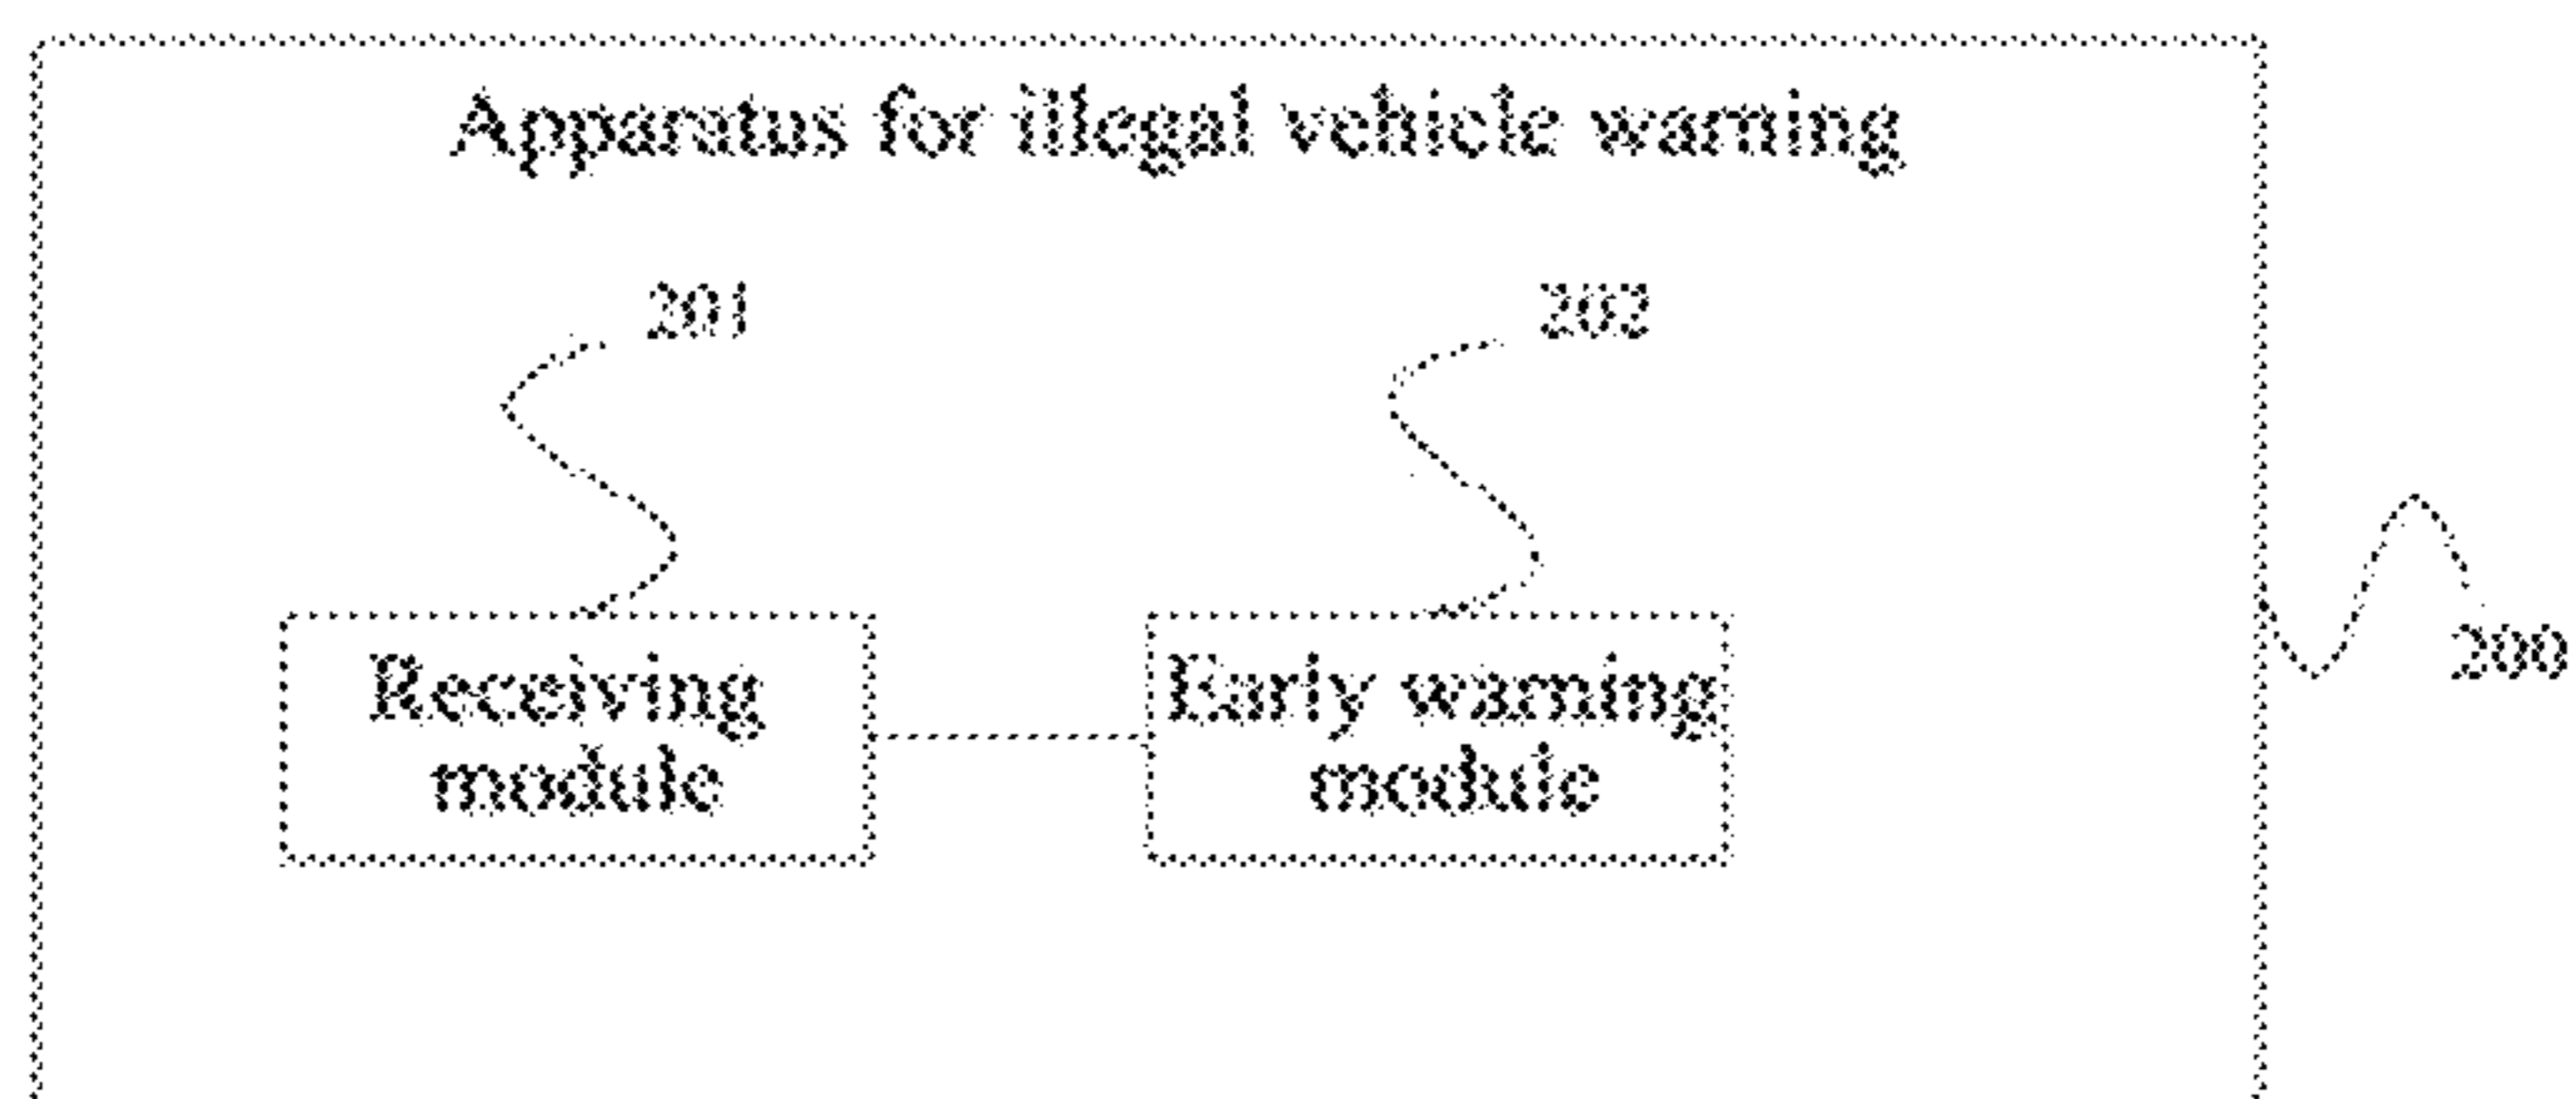 Apparatus for illegal vehicle warning
201
202
Receiving
module
Early warning
module
200